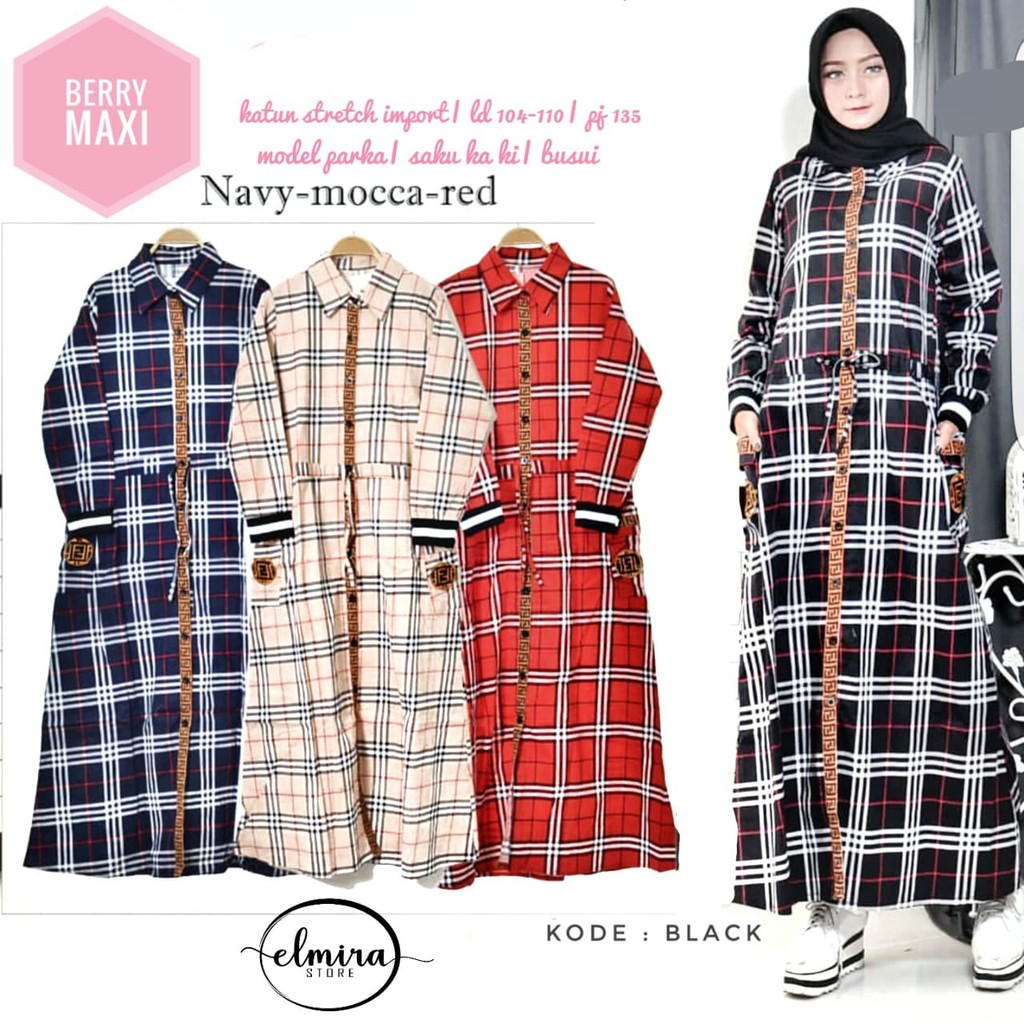 BERRY
MAXI
katun stretch import | ld 104-110 | pj 135
model parka | saku ka ki | busui
Navy-mocca-red
elmira
STORE
KODE : BLACK